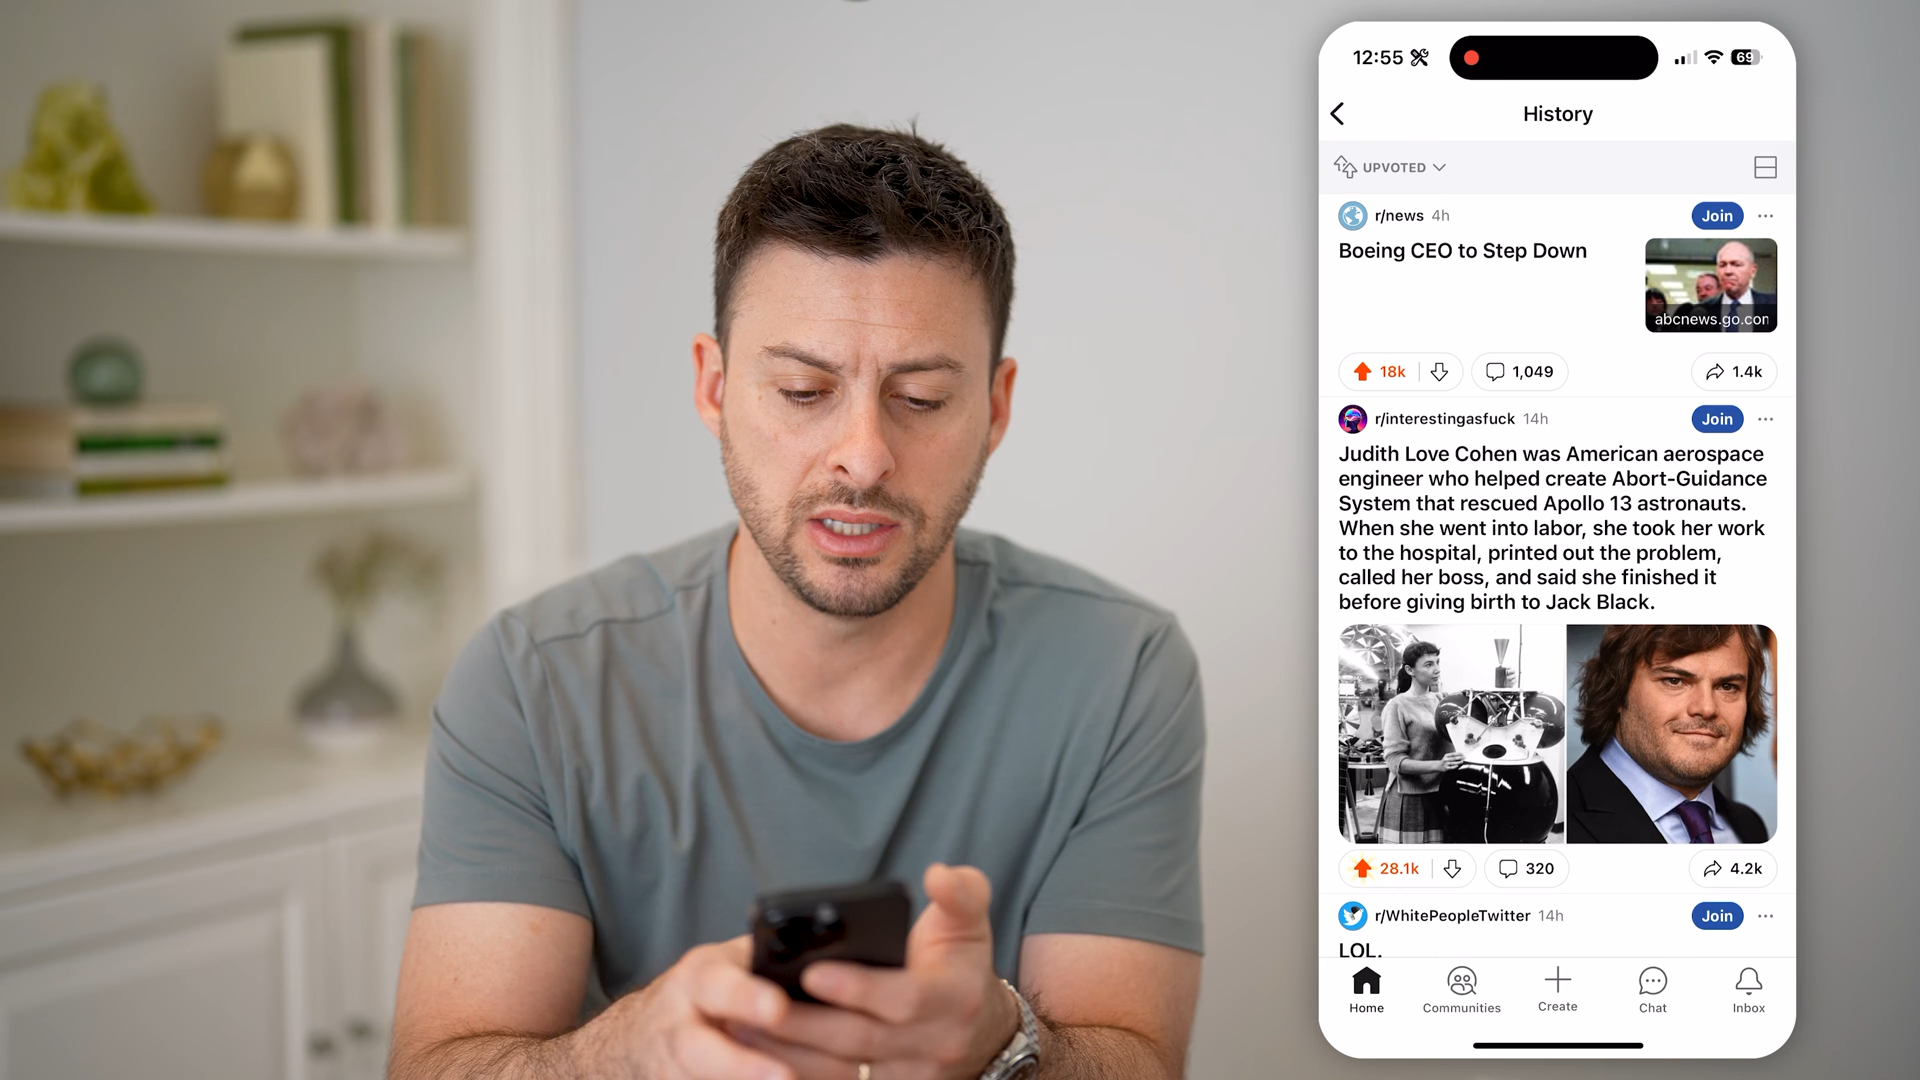 12:55
69
History
UPVOTED
r/news 4h
Join
Boeing CEO to Step Down
abcnews.go.con
18k
1,049
1.4k
r/interestingasfuck 14h
Join
Judith Love Cohen was American aerospace
engineer who helped create Abort-Guidance
System that rescued Apollo 13 astronauts.
When she went into labor, she took her work
to the hospital, printed out the problem,
called her boss, and said she finished it
before giving birth to Jack Black.
28.1k
320
4.2k
r/WhitePeopleTwitter 14h
Join
LOL.
Home
Communities
Create
Chat
Inbox